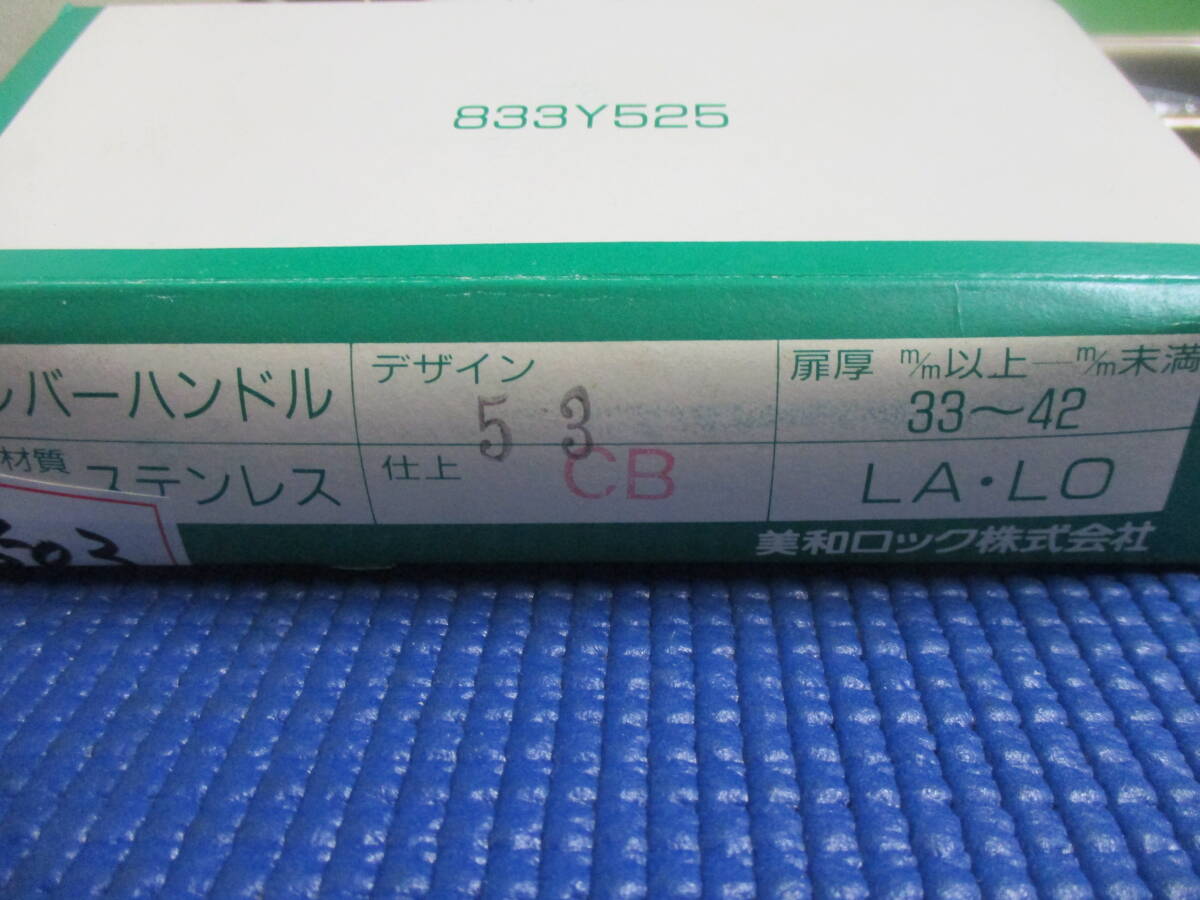 833Y525
レバーハンドル
デザイン
53
扉厚 m/m以上—m/m未満
33〜42
材質 ステンレス
仕上 CB
LA・LO
美和ロック株式会社